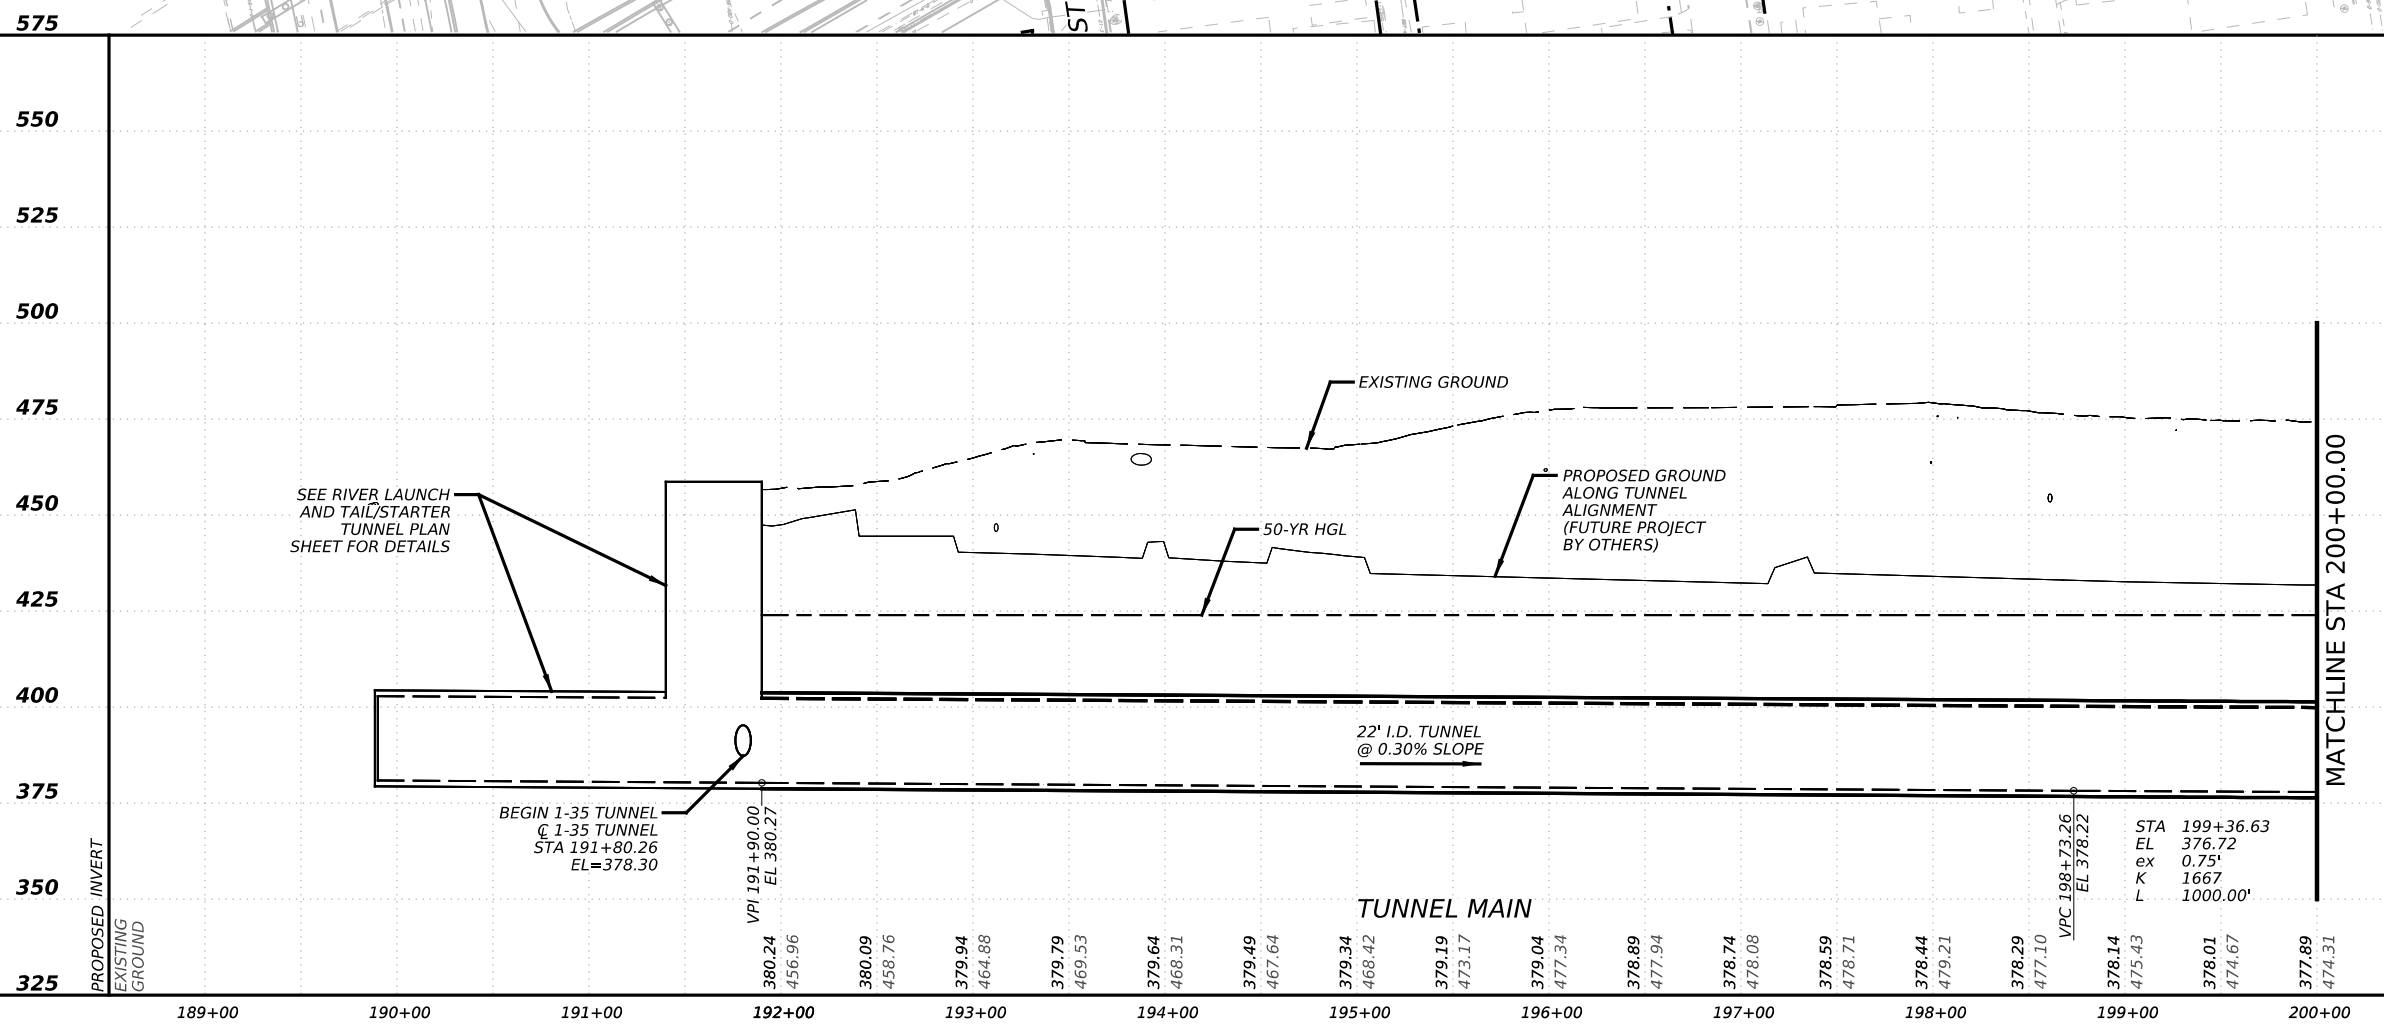 ST
575
550
525
500
475
450
425
400
375
350
325
EXISTING GROUND
SEE RIVER LAUNCH
AND TAIL/STARTER
TUNNEL PLAN
SHEET FOR DETAILS
50-YR HGL
PROPOSED GROUND
ALONG TUNNEL
ALIGNMENT
(FUTURE PROJECT
BY OTHERS)
MATCHLINE STA 200+00.00
22' I.D. TUNNEL
@ 0.30% SLOPE
BEGIN 1-35 TUNNEL
℄ 1-35 TUNNEL
STA 191+80.26
EL=378.30
VPI 191+90.00
EL 380.27
VPC 198+73.26
EL 378.22
STA 199+36.63
EL 376.72
ex 0.75'
K 1667
L 1000.00'
TUNNEL MAIN
PROPOSED INVERT
EXISTING
GROUND
380.24
456.96
380.09
458.76
379.94
464.88
379.79
469.53
379.64
468.31
379.49
467.64
379.34
468.42
379.19
473.17
379.04
477.34
378.89
477.94
378.74
478.08
378.59
478.71
378.44
479.21
378.29
477.10
378.14
475.43
378.01
474.67
377.89
474.31
189+00
190+00
191+00
192+00
193+00
194+00
195+00
196+00
197+00
198+00
199+00
200+00